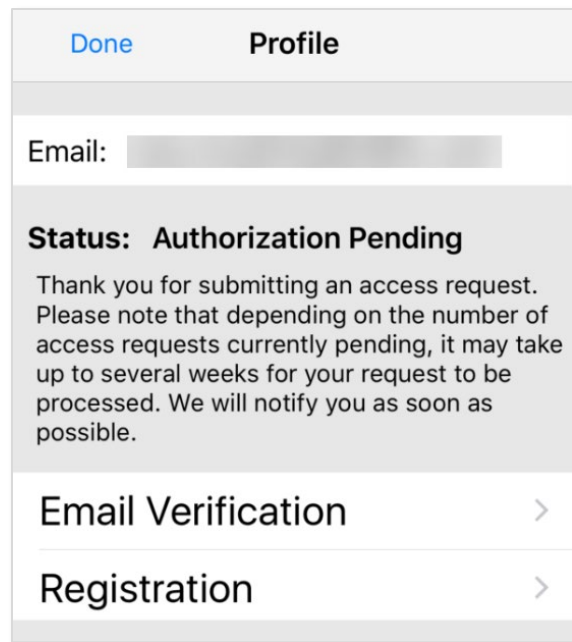 Done Profile
Email:
Status: Authorization Pending
Thank you for submitting an access request.
Please note that depending on the number of
access requests currently pending, it may take
up to several weeks for your request to be
processed. We will notify you as soon as
possible.
Email Verification
Registration